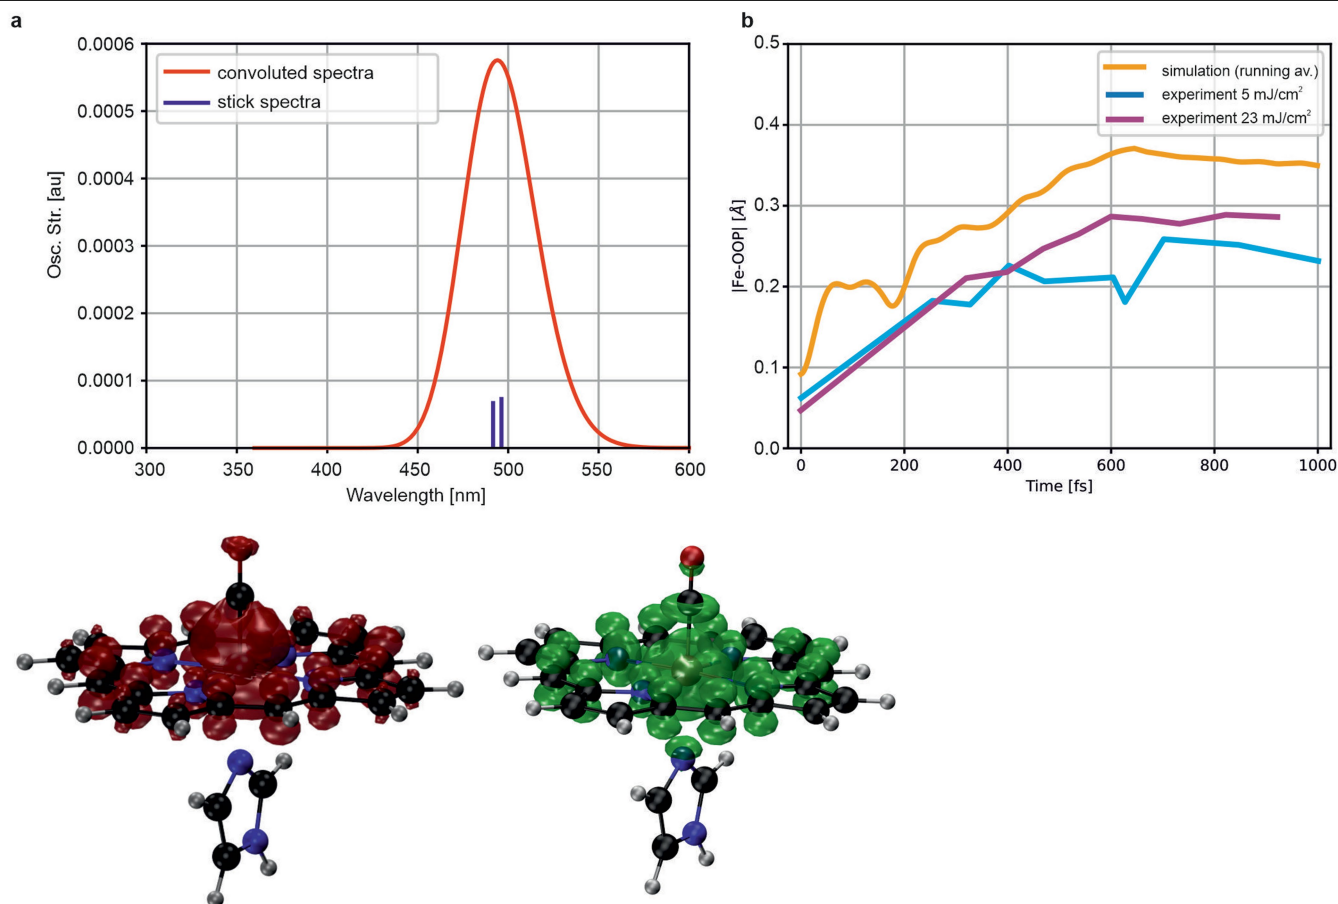 a
0.0006
0.0005
0.0004
0.0003
0.0002
0.0001
0.0000
Osc. Str. [au]
convoluted spectra
stick spectra
300 350 400 450 500 550 600
Wavelength [nm]
b
0.5
0.4
0.3
0.2
0.1
0.0
|Fe-OOP| [Å]
simulation (running av.)
experiment 5 mJ/cm²
experiment 23 mJ/cm²
0 200 400 600 800 1000
Time [fs]